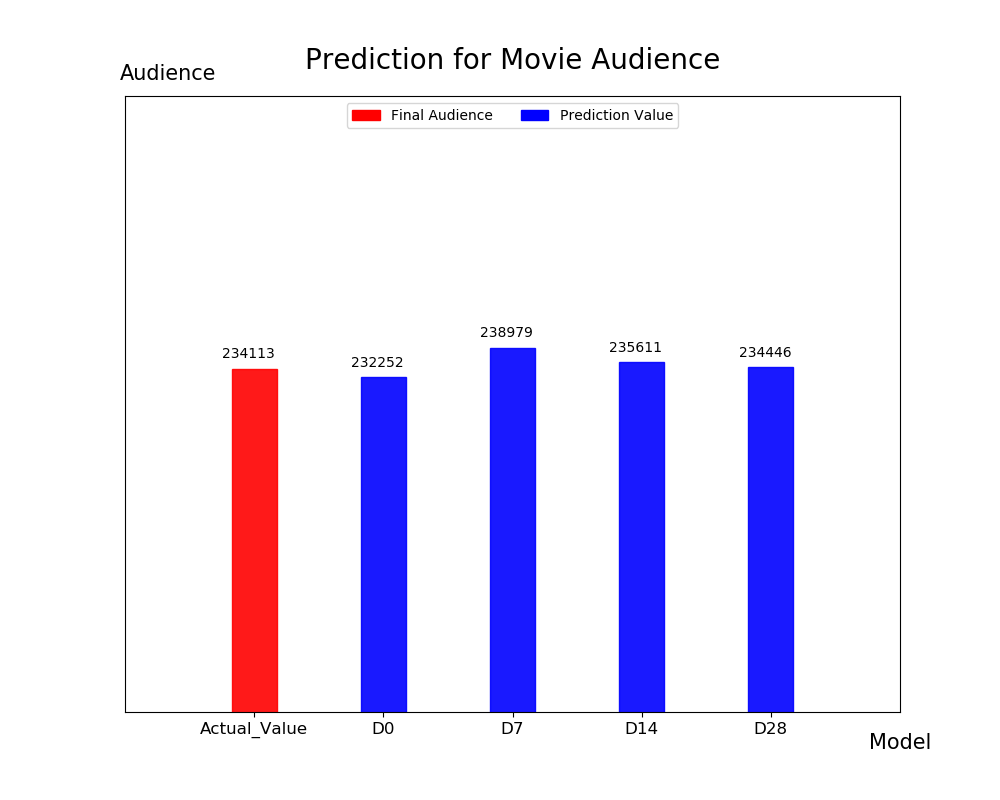 Prediction for Movie Audience
Audience
Final Audience Prediction Value
234113 232252 238979 235611 234446
Actual_Value D0 D7 D14 D28
Model